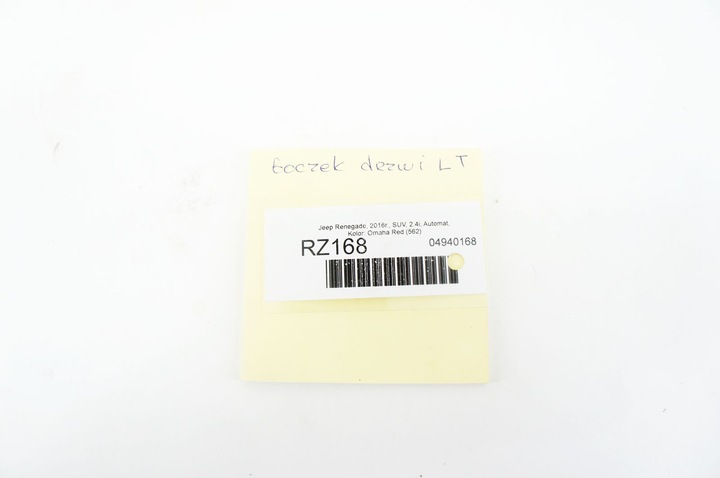 boczek derwi LT
Jeep Renegade, 2016r., SUV, 2.4i, Automat,
Kolor: Omaha Red (562)
RZ168
04940168